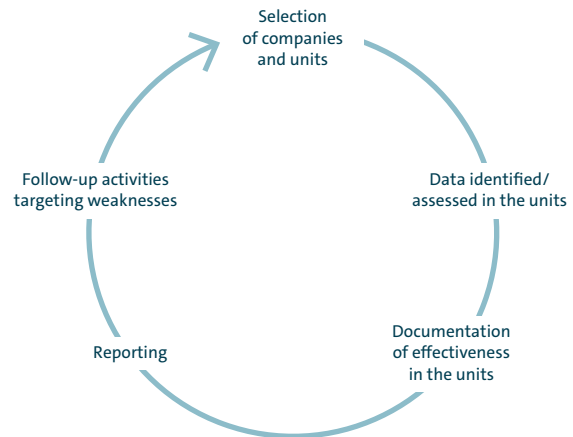 Selection
of companies
and units
Data identified/
assessed in the units
Documentation
of effectiveness
in the units
Reporting
Follow-up activities
targeting weaknesses